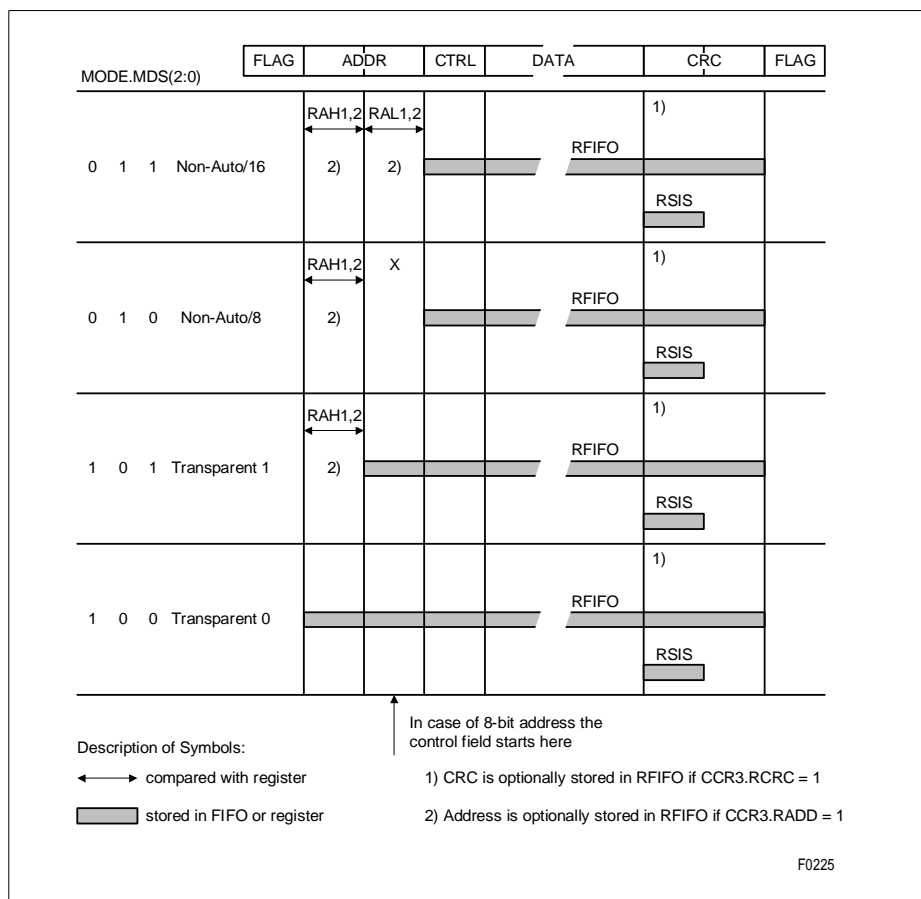 FLAG ADDR CTRL DATA CRC FLAG
MODE.MDS(2:0)
RAH1,2 RAL1,2 1)
RFIFO
0 1 1 Non-Auto/16 2) 2)
RSIS
RAH1,2 X 1)
RFIFO
0 1 0 Non-Auto/8 2)
RSIS
RAH1,2 1)
RFIFO
1 0 1 Transparent 1 2)
RSIS
1)
RFIFO
1 0 0 Transparent 0
RSIS
In case of 8-bit address the
control field starts here
Description of Symbols:
compared with register 1) CRC is optionally stored in RFIFO if CCR3.RCRC = 1
stored in FIFO or register 2) Address is optionally stored in RFIFO if CCR3.RADD = 1
F0225